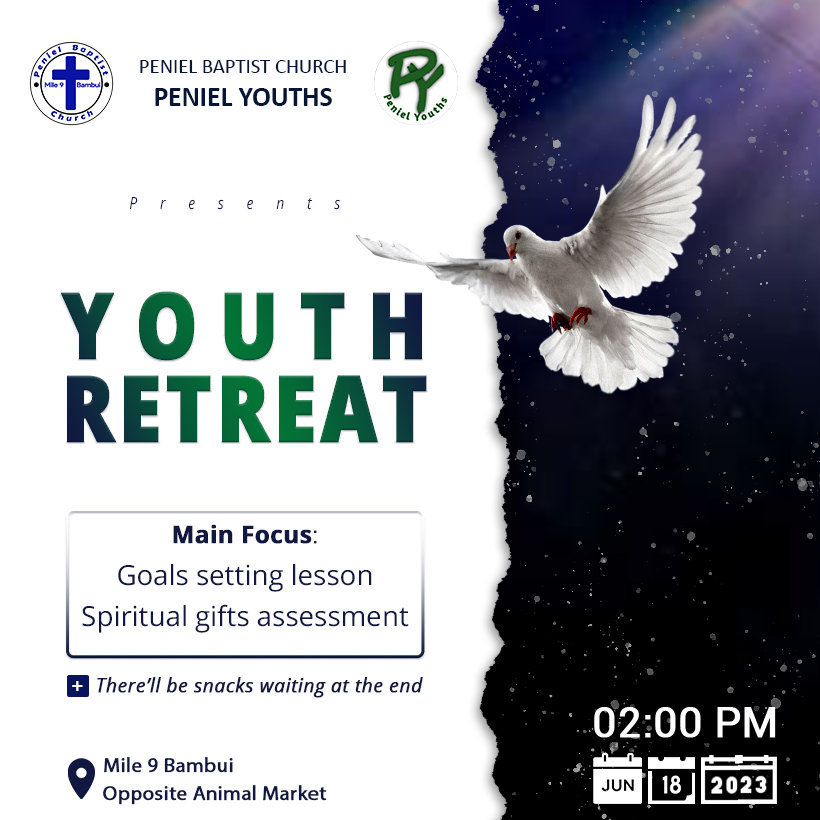 Peniel Baptist
Mile 9 Bambui
Church
PENIEL BAPTIST CHURCH
PENIEL YOUTHS
PY
Peniel Youths
Presents
YOUTH
RETREAT
Main Focus:
Goals setting lesson
Spiritual gifts assessment
+ There'll be snacks waiting at the end
Mile 9 Bambui
Opposite Animal Market
02:00 PM
JUN 18 2023